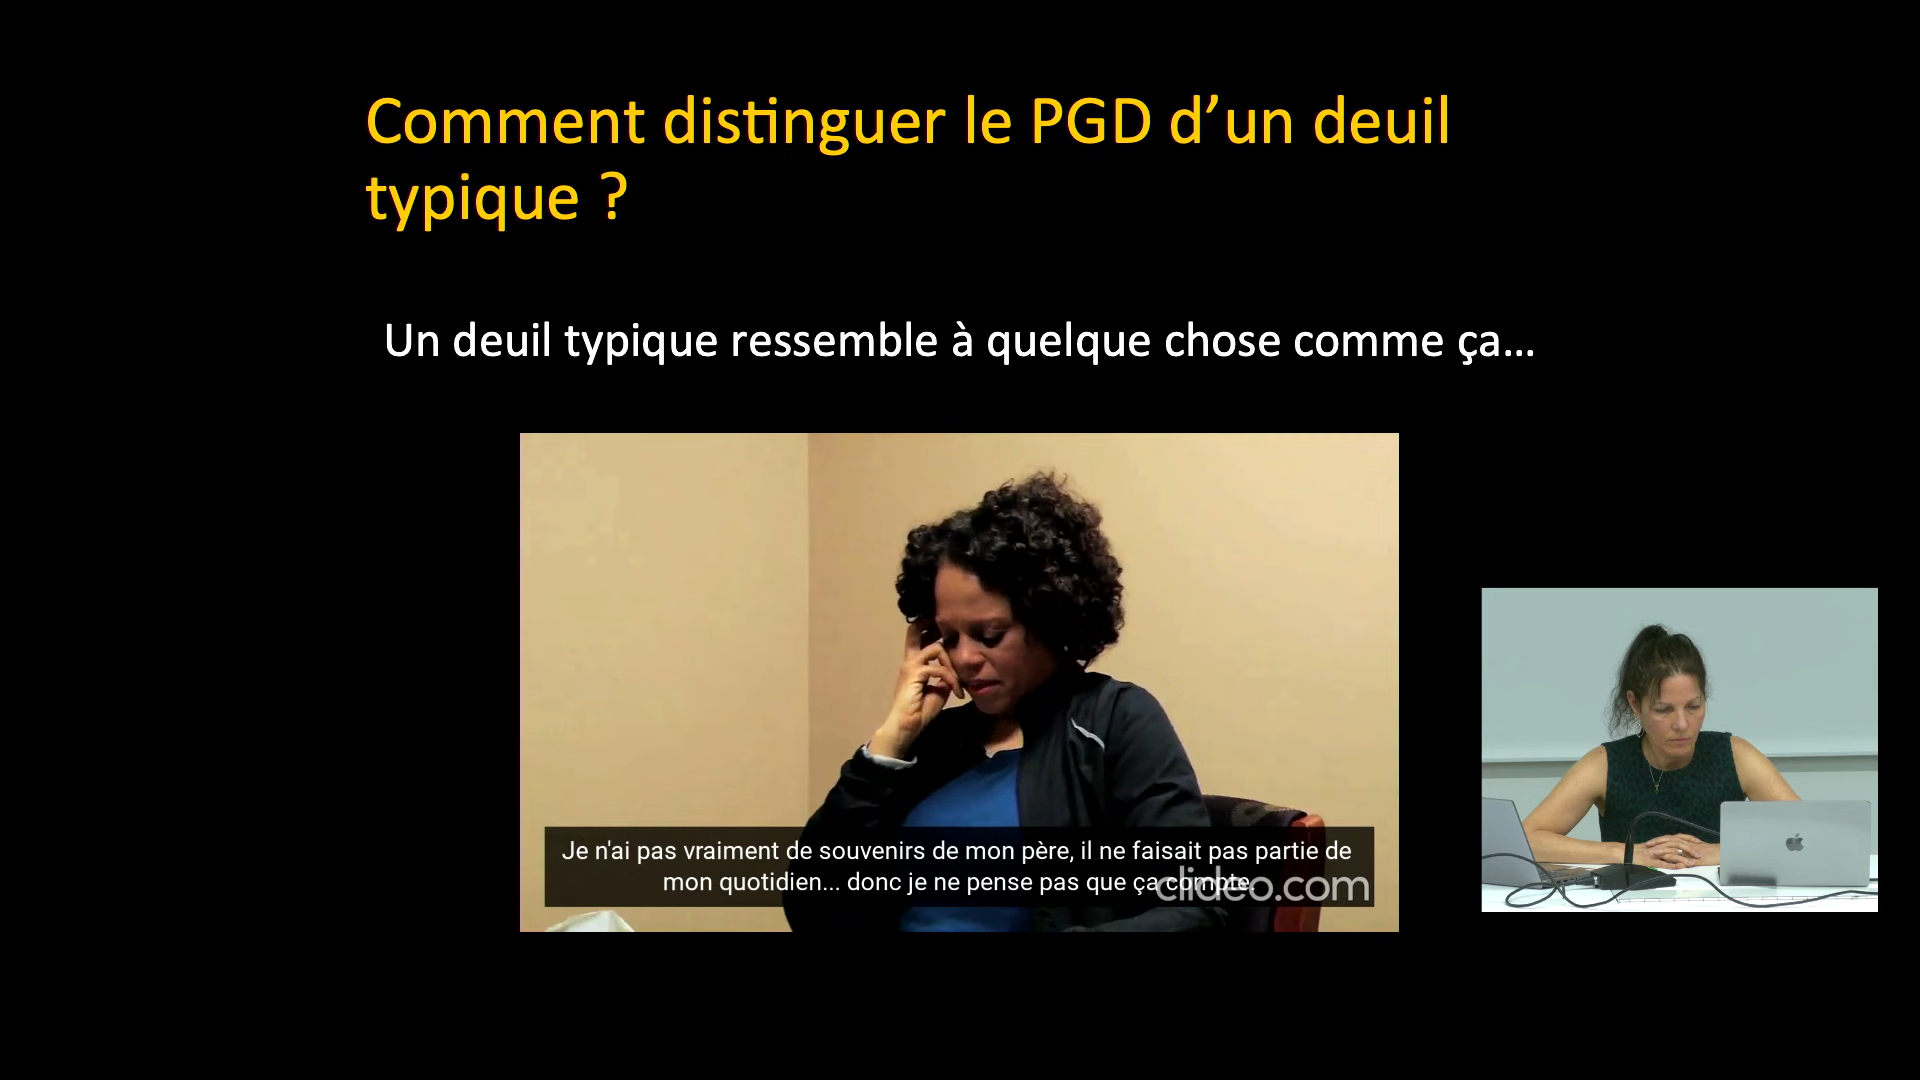 Comment distinguer le PGD d’un deuil
typique ?
Un deuil typique ressemble à quelque chose comme ça...
Je n'ai pas vraiment de souvenirs de mon père, il ne faisait pas partie de
mon quotidien... donc je ne pense pas que ça compte.
clideo.com